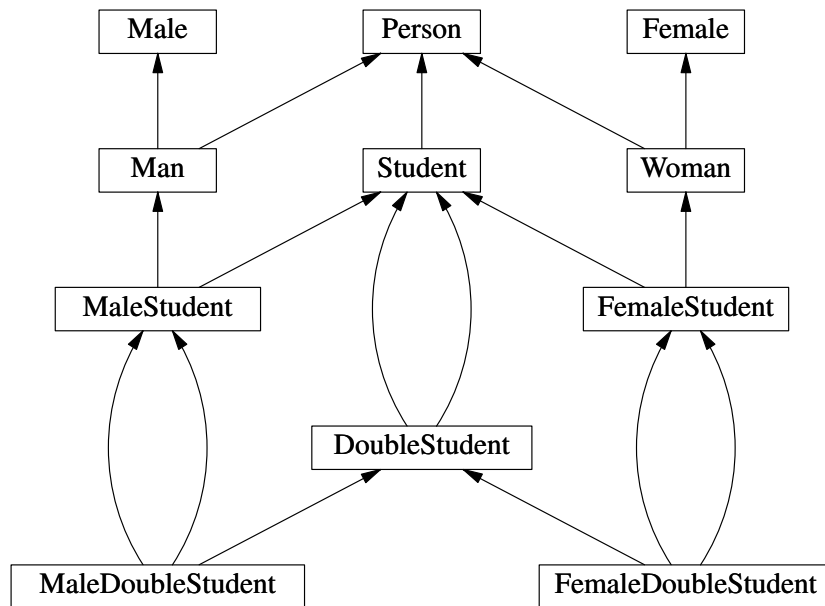 Male
Person
Female
Man
Student
Woman
MaleStudent
FemaleStudent
DoubleStudent
MaleDoubleStudent
FemaleDoubleStudent